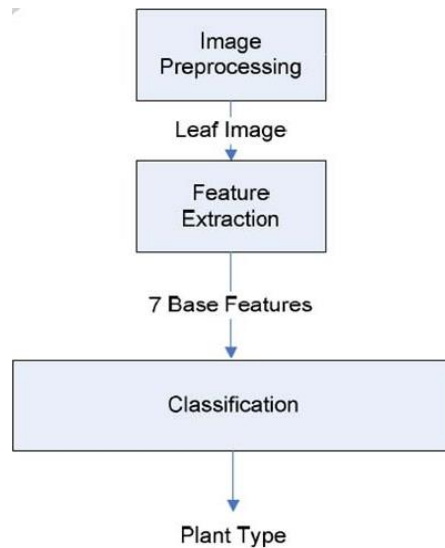 Image
Preprocessing
Leaf Image
Feature
Extraction
7 Base Features
Classification
Plant Type